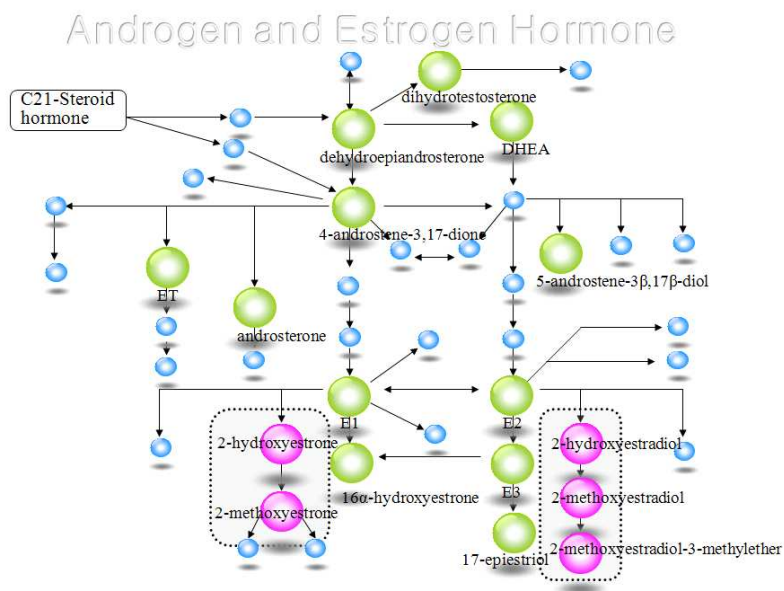 Androgen and Estrogen Hormone
C21-Steroid
hormone
dihydrotestosterone
dehydroepiandrosterone
DHEA
4-androstene-3,17-dione
5-androstene-3β,17β-diol
ET
androsterone
E1
E2
2-hydroxyestrone
2-hydroxyestradiol
16α-hydroxyestrone
E3
2-methoxyestrone
2-methoxyestradiol
17-epiestriol
2-methoxyestradiol-3-methylether